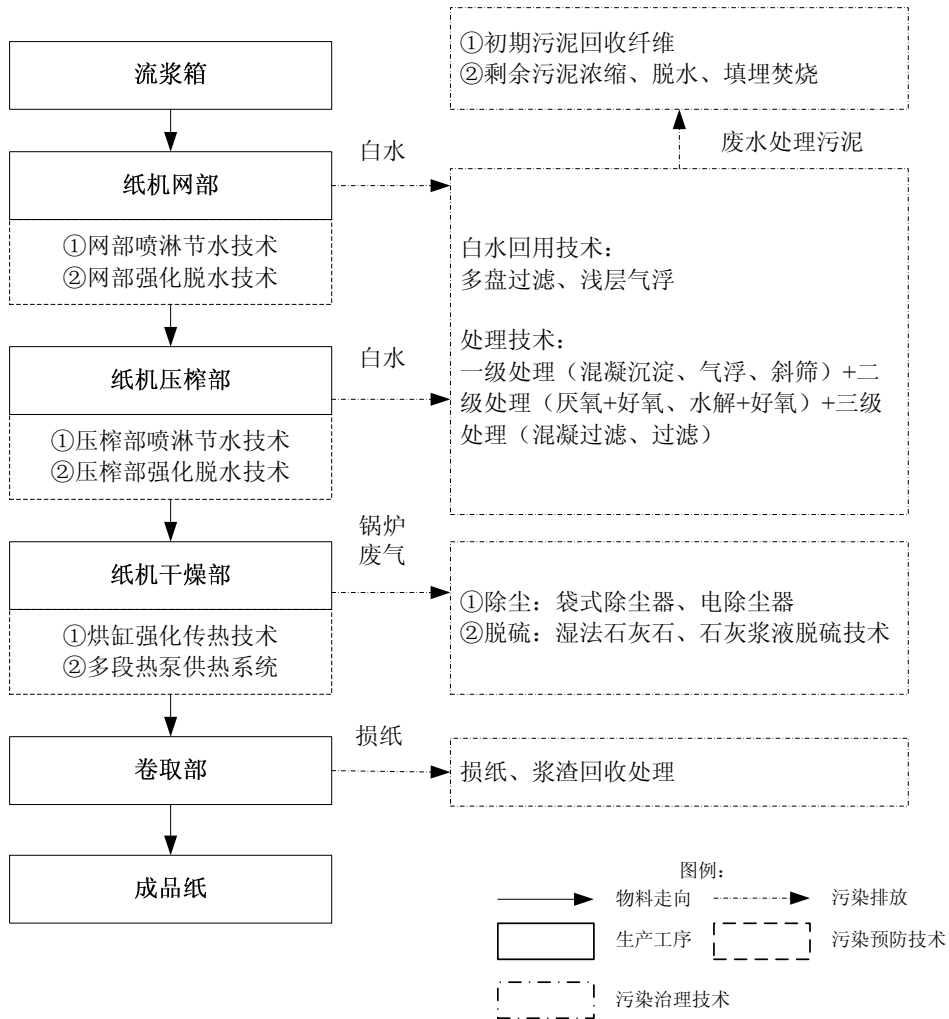 流浆箱
①初期污泥回收纤维
②剩余污泥浓缩、脱水、填埋焚烧
废水处理污泥
白水
纸机网部
①网部喷淋节水技术
②网部强化脱水技术
白水回用技术：
多盘过滤、浅层气浮
处理技术：
一级处理（混凝沉淀、气浮、斜筛）+二
级处理（厌氧+好氧、水解+好氧）+三级
处理（混凝过滤、过滤）
白水
纸机压榨部
①压榨部喷淋节水技术
②压榨部强化脱水技术
锅炉
废气
纸机干燥部
①烘缸强化传热技术
②多段热泵供热系统
①除尘：袋式除尘器、电除尘器
②脱硫：湿法石灰石、石灰浆液脱硫技术
损纸
卷取部
损纸、浆渣回收处理
成品纸
图例：
物料走向
污染排放
生产工序
污染预防技术
污染治理技术